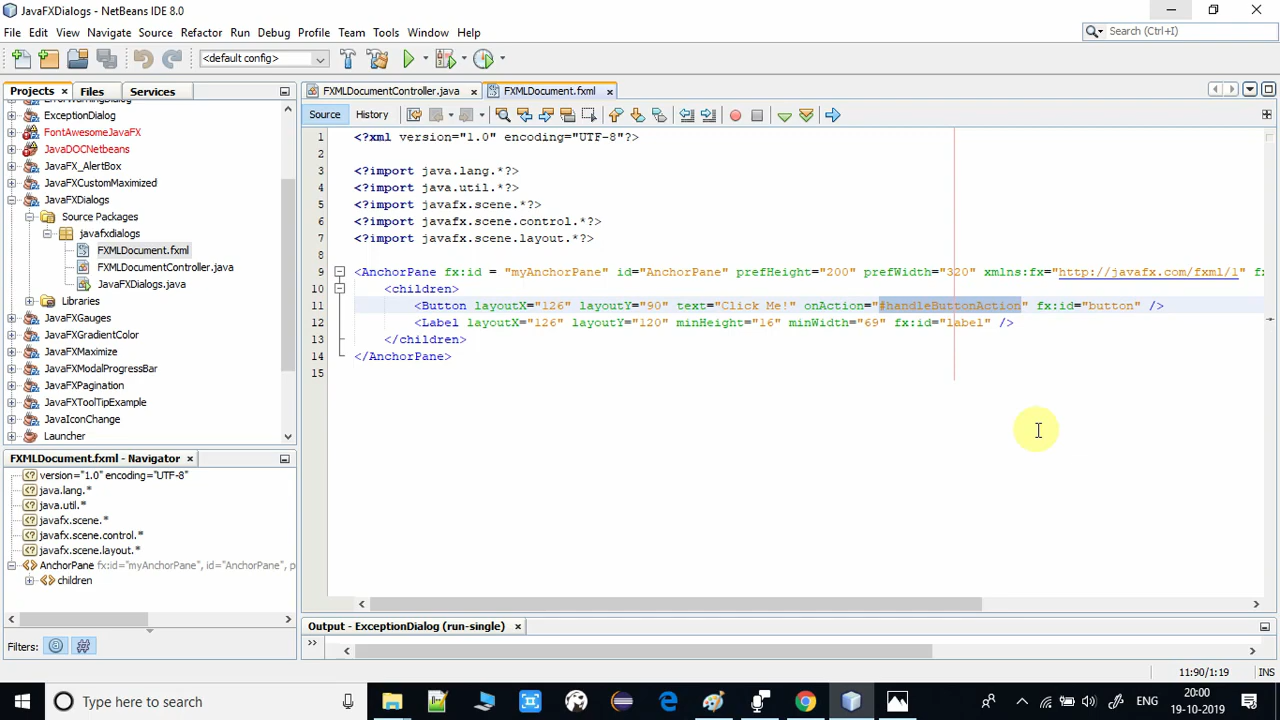 JavaFXDialogs - NetBeans IDE 8.0
File Edit View Navigate Source Refactor Run Debug Profile Team Tools Window Help
Search (Ctrl+I)
<default config>
Projects Files Services
FXMLDocumentController.java FXMLDocument.fxml
Source History
ExceptionDialog
FontAwesomeJavaFX
JavaDOCNetbeans
JavaFX_AlertBox
JavaFXCustomMaximized
JavaFXDialogs
Source Packages
javafxdialogs
FXMLDocument.fxml
FXMLDocumentController.java
JavaFXDialogs.java
Libraries
JavaFXGauges
JavaFXGradientColor
JavaFXMaximize
JavaFXModalProgressBar
JavaFXPagination
JavaFXToolTipExample
JavaIconChange
Launcher
1 <?xml version="1.0" encoding="UTF-8"?>
2
3 <?import java.lang.*?>
4 <?import java.util.*?>
5 <?import javafx.scene.*?>
6 <?import javafx.scene.control.*?>
7 <?import javafx.scene.layout.*?>
8
9 <AnchorPane fx:id = "myAnchorPane" id="AnchorPane" prefHeight="200" prefWidth="320" xmlns:fx="http://javafx.com/fxml/1" f
10 <children>
11 <Button layoutX="126" layoutY="90" text="Click Me!" onAction="#handleButtonAction" fx:id="button" />
12 <Label layoutX="126" layoutY="120" minHeight="16" minWidth="69" fx:id="label" />
13 </children>
14 </AnchorPane>
15
FXMLDocument.fxml - Navigator
version="1.0" encoding="UTF-8"
java.lang.*
java.util.*
javafx.scene.*
javafx.scene.control.*
javafx.scene.layout.*
AnchorPane fx:id="myAnchorPane", id="AnchorPane", p
children
Filters:
Output - ExceptionDialog (run-single)
11:90/1:19 INS
Type here to search
ENG
20:00
19-10-2019